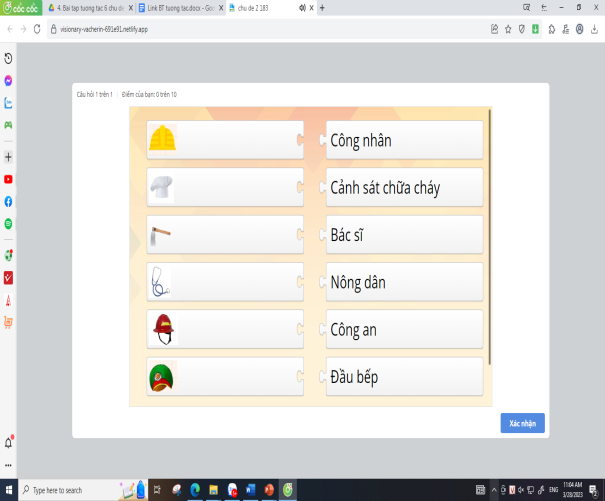 cốc cốc
4. Bai tap tuong tac 6 chu de
Link BT tuong tac.docx - Goo
chu de 2 183
visionary-vacherin-691e91.netlify.app
Câu hỏi 1 trên 1 | Điểm của bạn: 0 trên 10
Công nhân
Cảnh sát chữa cháy
Bác sĩ
Nông dân
Công an
Đầu bếp
Xác nhận
Type here to search
ENG
11:04 AM
3/28/2023